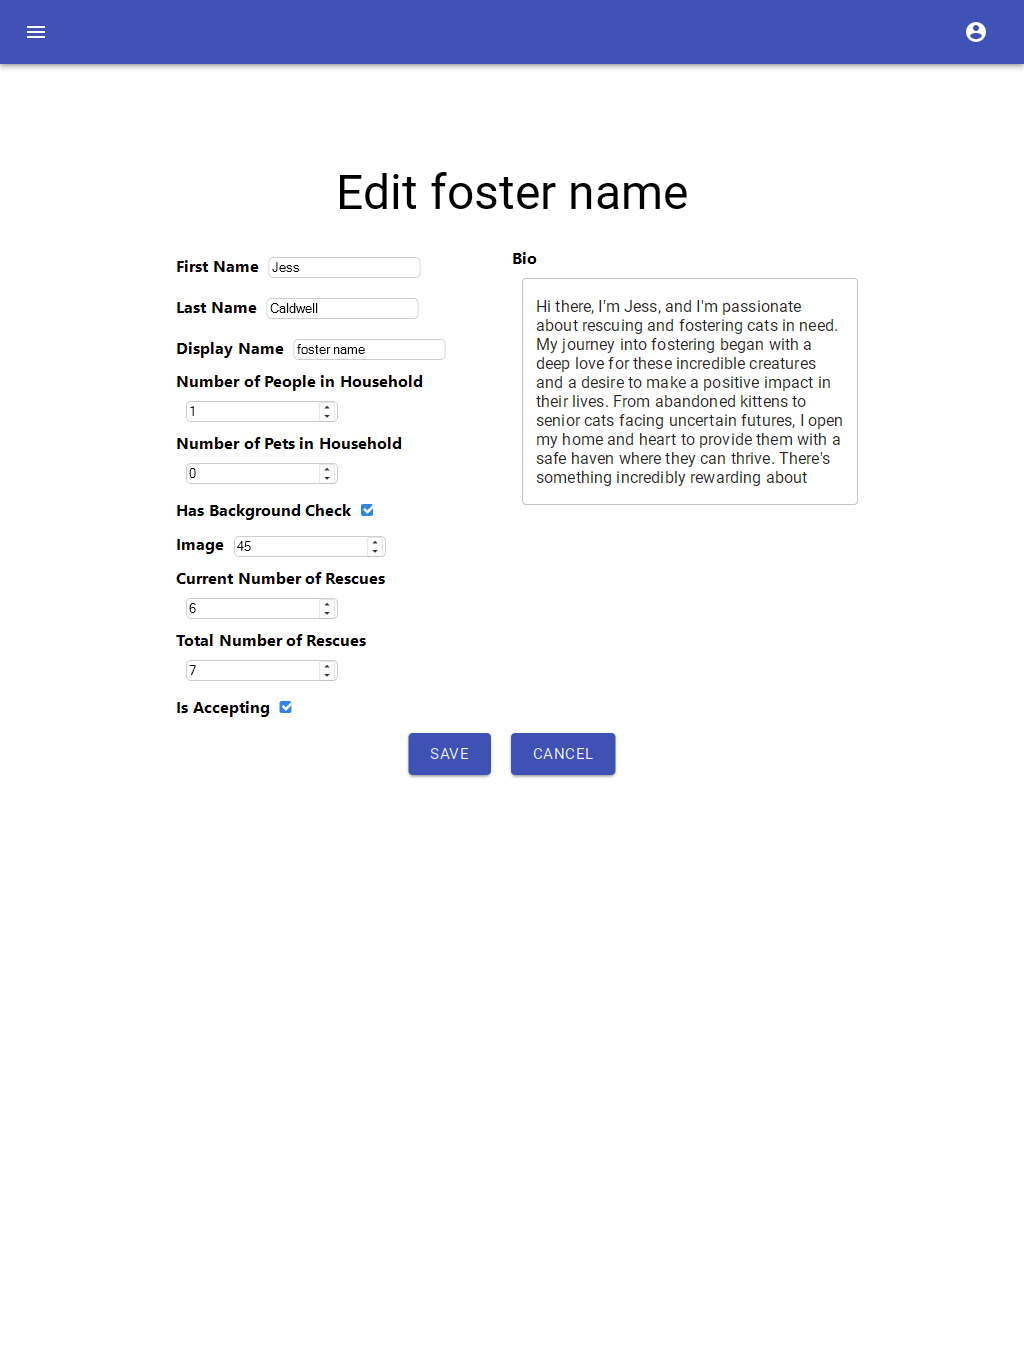 Edit foster name
First Name Jess
Last Name Caldwell
Display Name foster name
Number of People in Household
1
Number of Pets in Household
0
Has Background Check
Image 45
Current Number of Rescues
6
Total Number of Rescues
7
Is Accepting
Bio
Hi there, I'm Jess, and I'm passionate
about rescuing and fostering cats in need.
My journey into fostering began with a
deep love for these incredible creatures
and a desire to make a positive impact in
their lives. From abandoned kittens to
senior cats facing uncertain futures, I open
my home and heart to provide them with a
safe haven where they can thrive. There's
something incredibly rewarding about
SAVE CANCEL